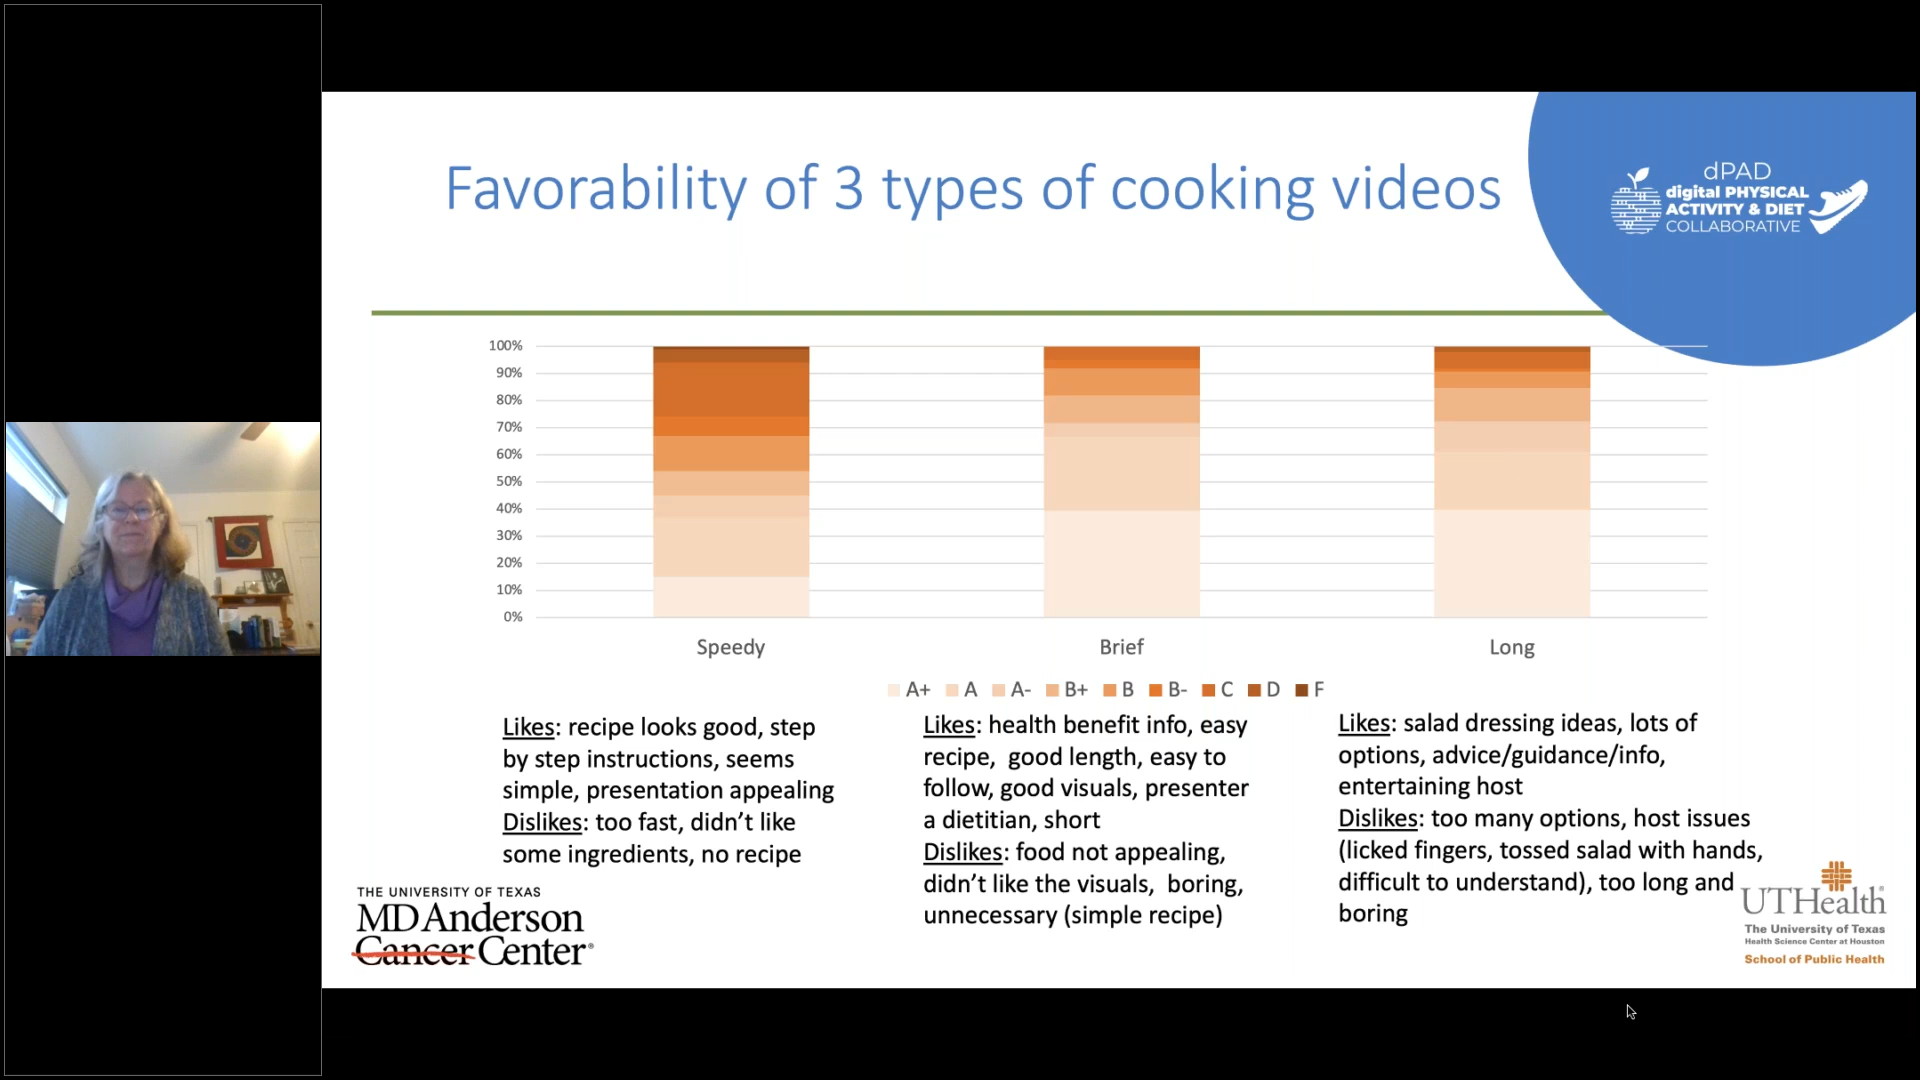 Favorability of 3 types of cooking videos
dPAD
digital PHYSICAL
ACTIVITY & DIET
COLLABORATIVE
100%
90%
80%
70%
60%
50%
40%
30%
20%
10%
0%
Speedy Brief Long
A+ A A- B+ B B- C D F
Likes: recipe looks good, step
by step instructions, seems
simple, presentation appealing
Dislikes: too fast, didn’t like
some ingredients, no recipe
Likes: health benefit info, easy
recipe,  good length, easy to
follow, good visuals, presenter
a dietitian, short
Dislikes: food not appealing,
didn’t like the visuals,  boring,
unnecessary (simple recipe)
Likes: salad dressing ideas, lots of
options, advice/guidance/info,
entertaining host
Dislikes: too many options, host issues
(licked fingers, tossed salad with hands,
difficult to understand), too long and
boring
THE UNIVERSITY OF TEXAS
MD Anderson
Cancer Center®
UTHealth®
The University of Texas
Health Science Center at Houston
School of Public Health